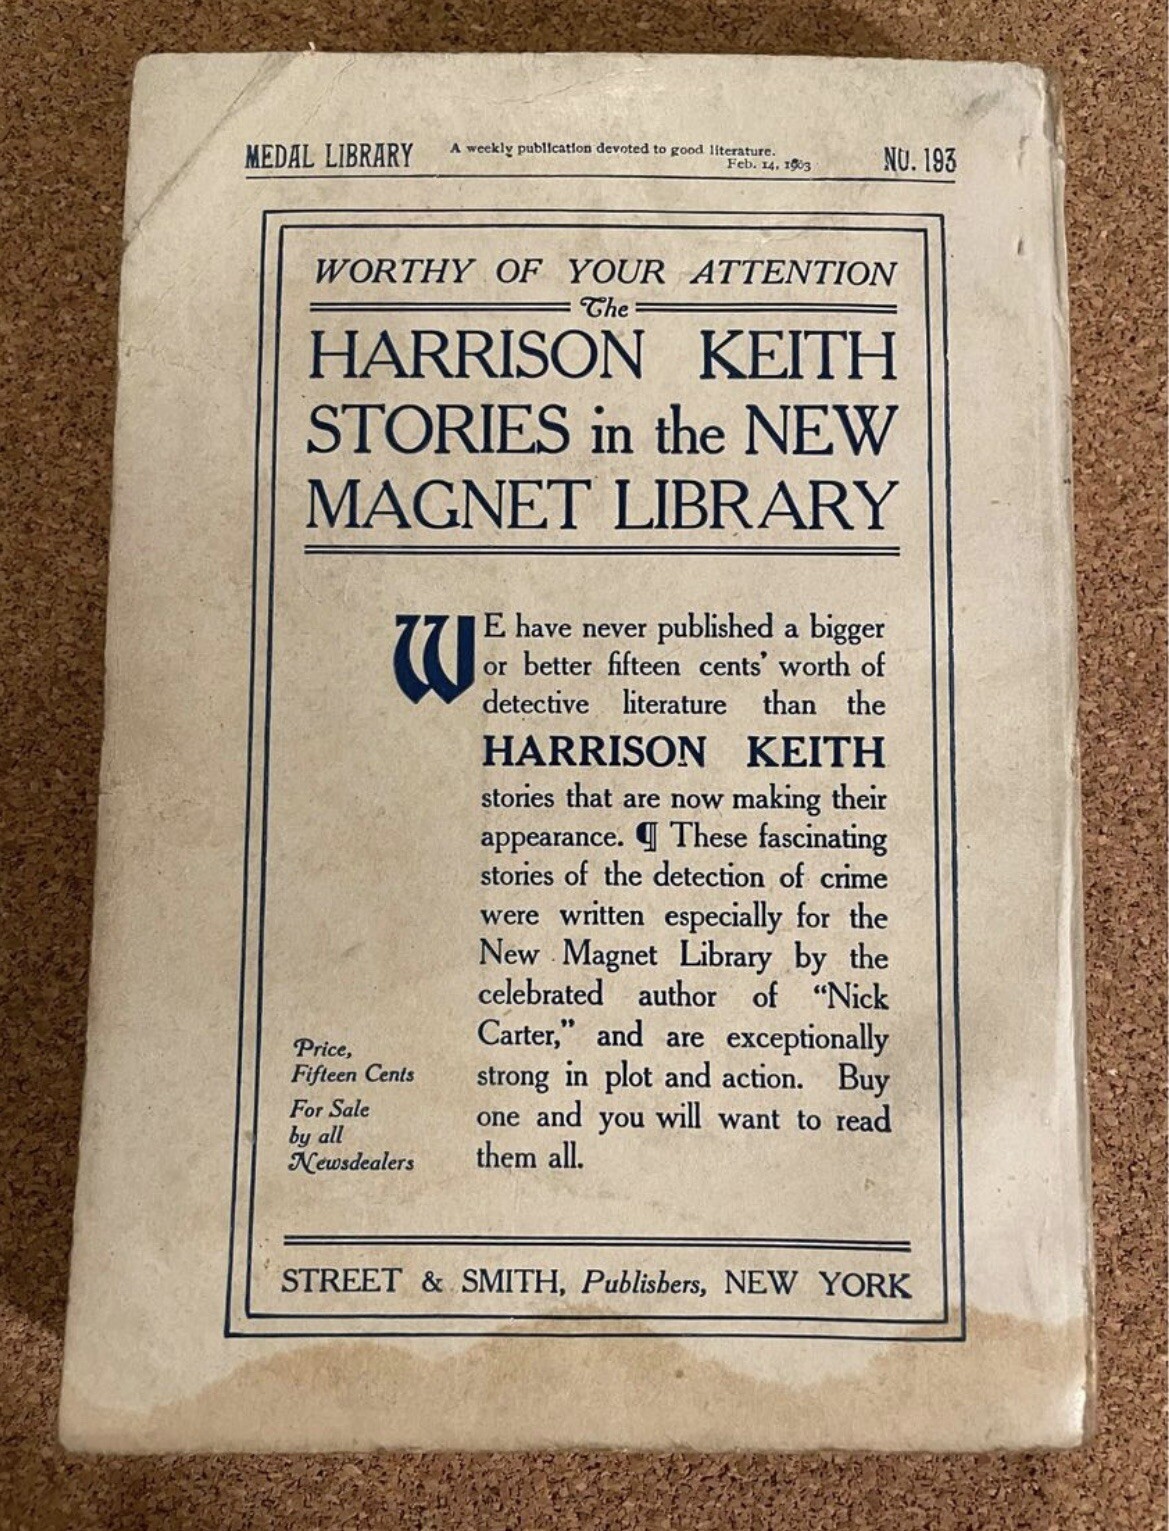 MEDAL LIBRARY A weekly publication devoted to good literature. NO. 193
Feb. 14, 1903
WORTHY OF YOUR ATTENTION
The
HARRISON KEITH
STORIES in the NEW
MAGNET LIBRARY
WE have never published a bigger
or better fifteen cents' worth of
detective literature than the
HARRISON KEITH
stories that are now making their
appearance. ¶ These fascinating
stories of the detection of crime
were written especially for the
New Magnet Library by the
celebrated author of “Nick
Carter,” and are exceptionally
strong in plot and action. Buy
one and you will want to read
them all.
Price,
Fifteen Cents
For Sale
by all
Newsdealers
STREET & SMITH, Publishers, NEW YORK